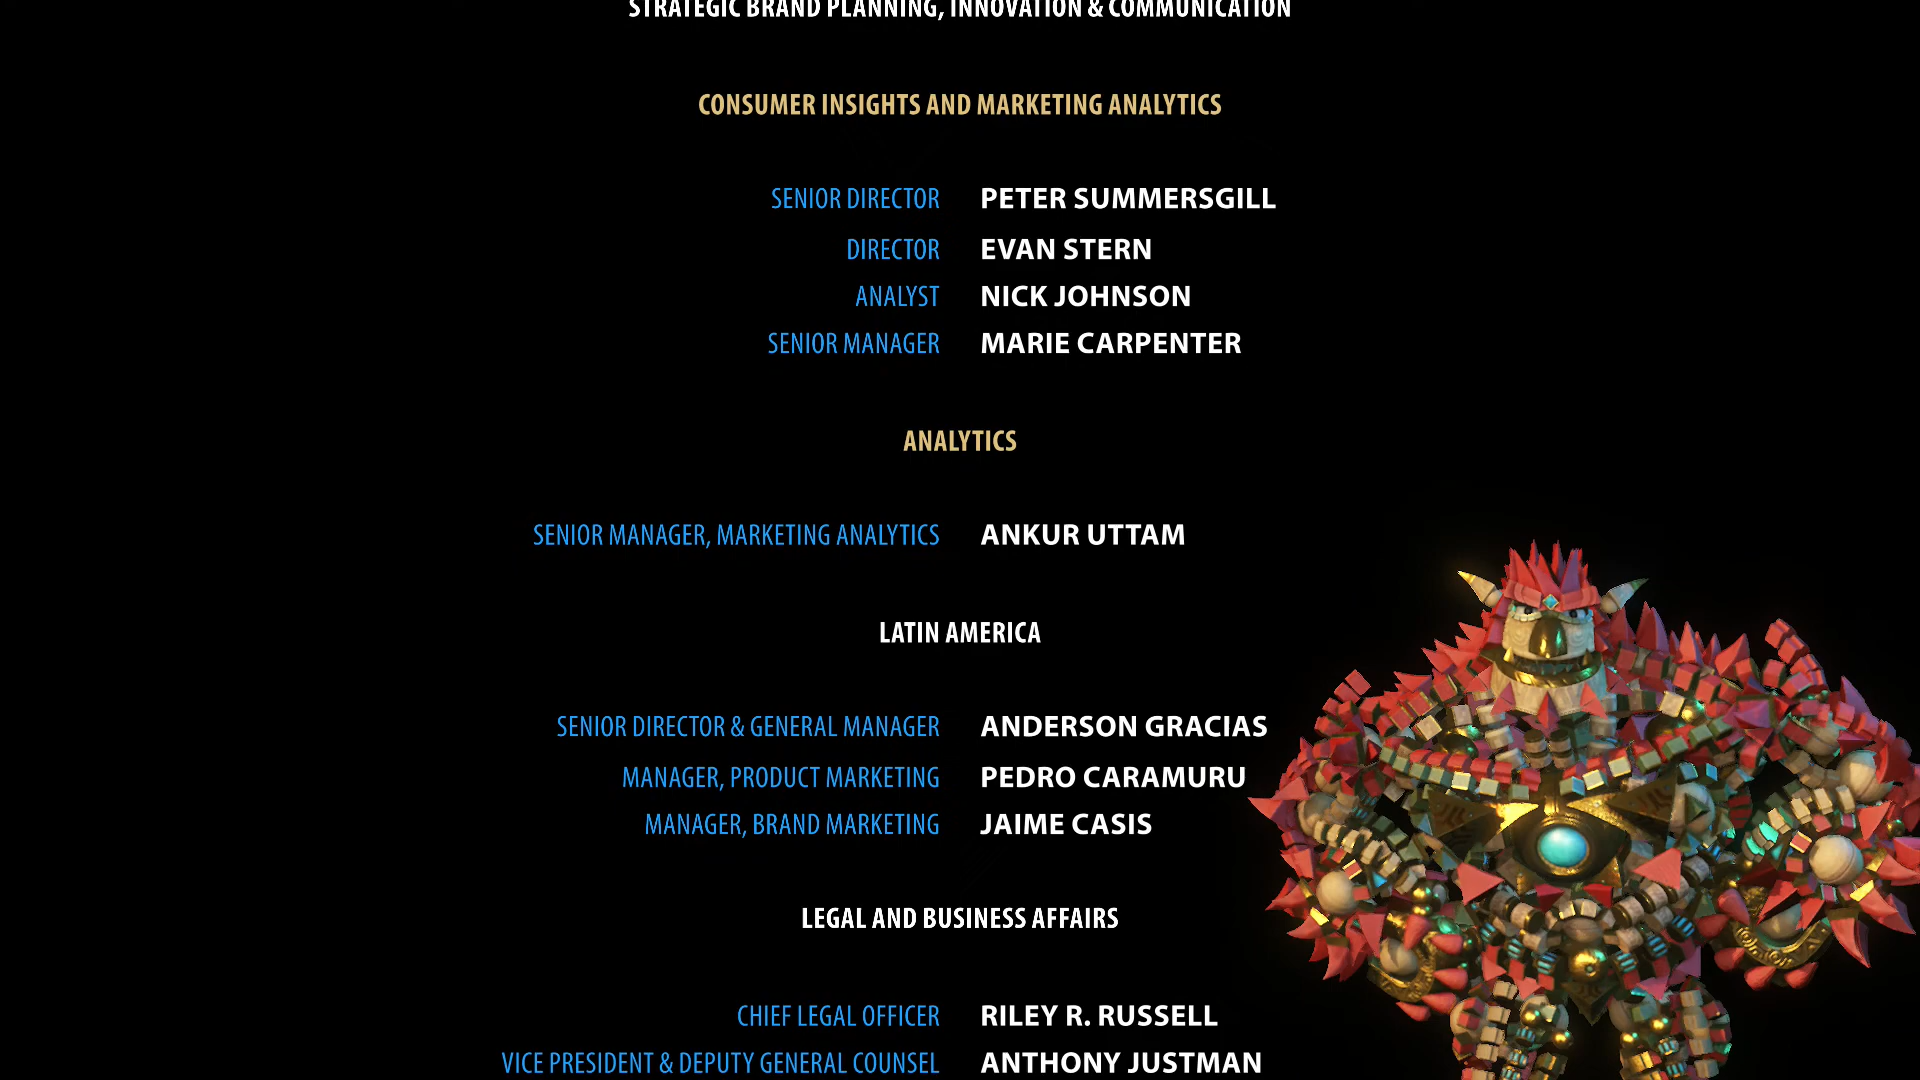 STRATEGIC BRAND PLANNING, INNOVATION & COMMUNICATION
CONSUMER INSIGHTS AND MARKETING ANALYTICS
SENIOR DIRECTOR PETER SUMMERSGILL
DIRECTOR EVAN STERN
ANALYST NICK JOHNSON
SENIOR MANAGER MARIE CARPENTER
ANALYTICS
SENIOR MANAGER, MARKETING ANALYTICS ANKUR UTTAM
LATIN AMERICA
SENIOR DIRECTOR & GENERAL MANAGER ANDERSON GRACIAS
MANAGER, PRODUCT MARKETING PEDRO CARAMURU
MANAGER, BRAND MARKETING JAIME CASIS
LEGAL AND BUSINESS AFFAIRS
CHIEF LEGAL OFFICER RILEY R. RUSSELL
VICE PRESIDENT & DEPUTY GENERAL COUNSEL ANTHONY JUSTMAN